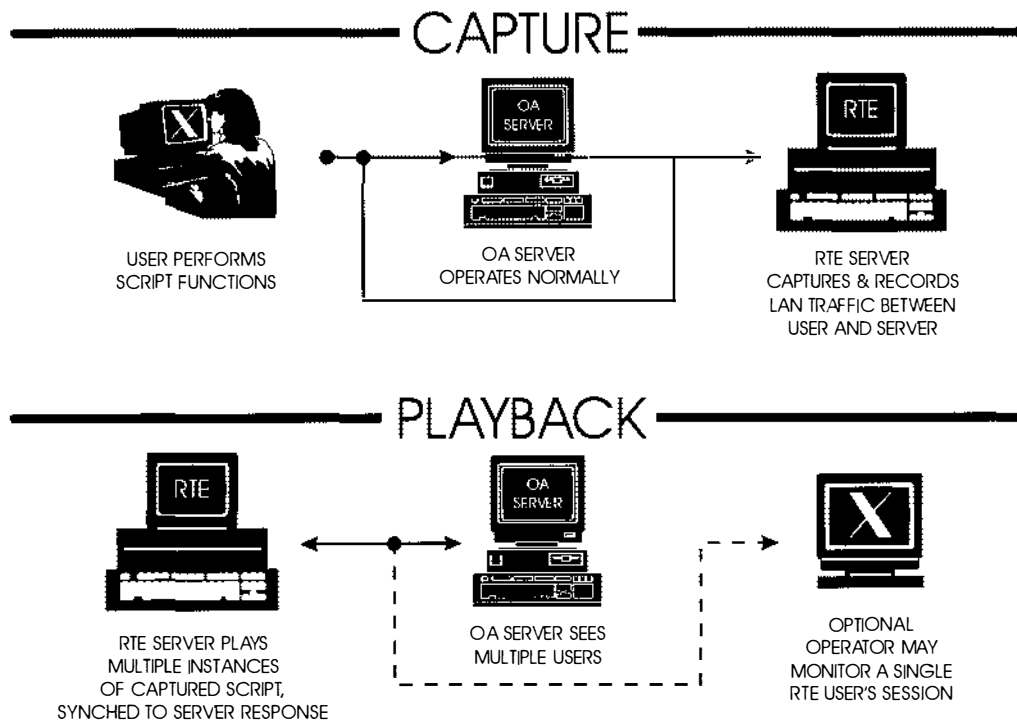 CAPTURE
X
OA
SERVER
RTE
USER PERFORMS
SCRIPT FUNCTIONS
OA SERVER
OPERATES NORMALLY
RTE SERVER
CAPTURES & RECORDS
LAN TRAFFIC BETWEEN
USER AND SERVER
PLAYBACK
RTE
OA
SERVER
X
RTE SERVER PLAYS
MULTIPLE INSTANCES
OF CAPTURED SCRIPT,
SYNCHED TO SERVER RESPONSE
OA SERVER SEES
MULTIPLE USERS
OPTIONAL
OPERATOR MAY
MONITOR A SINGLE
RTE USER'S SESSION